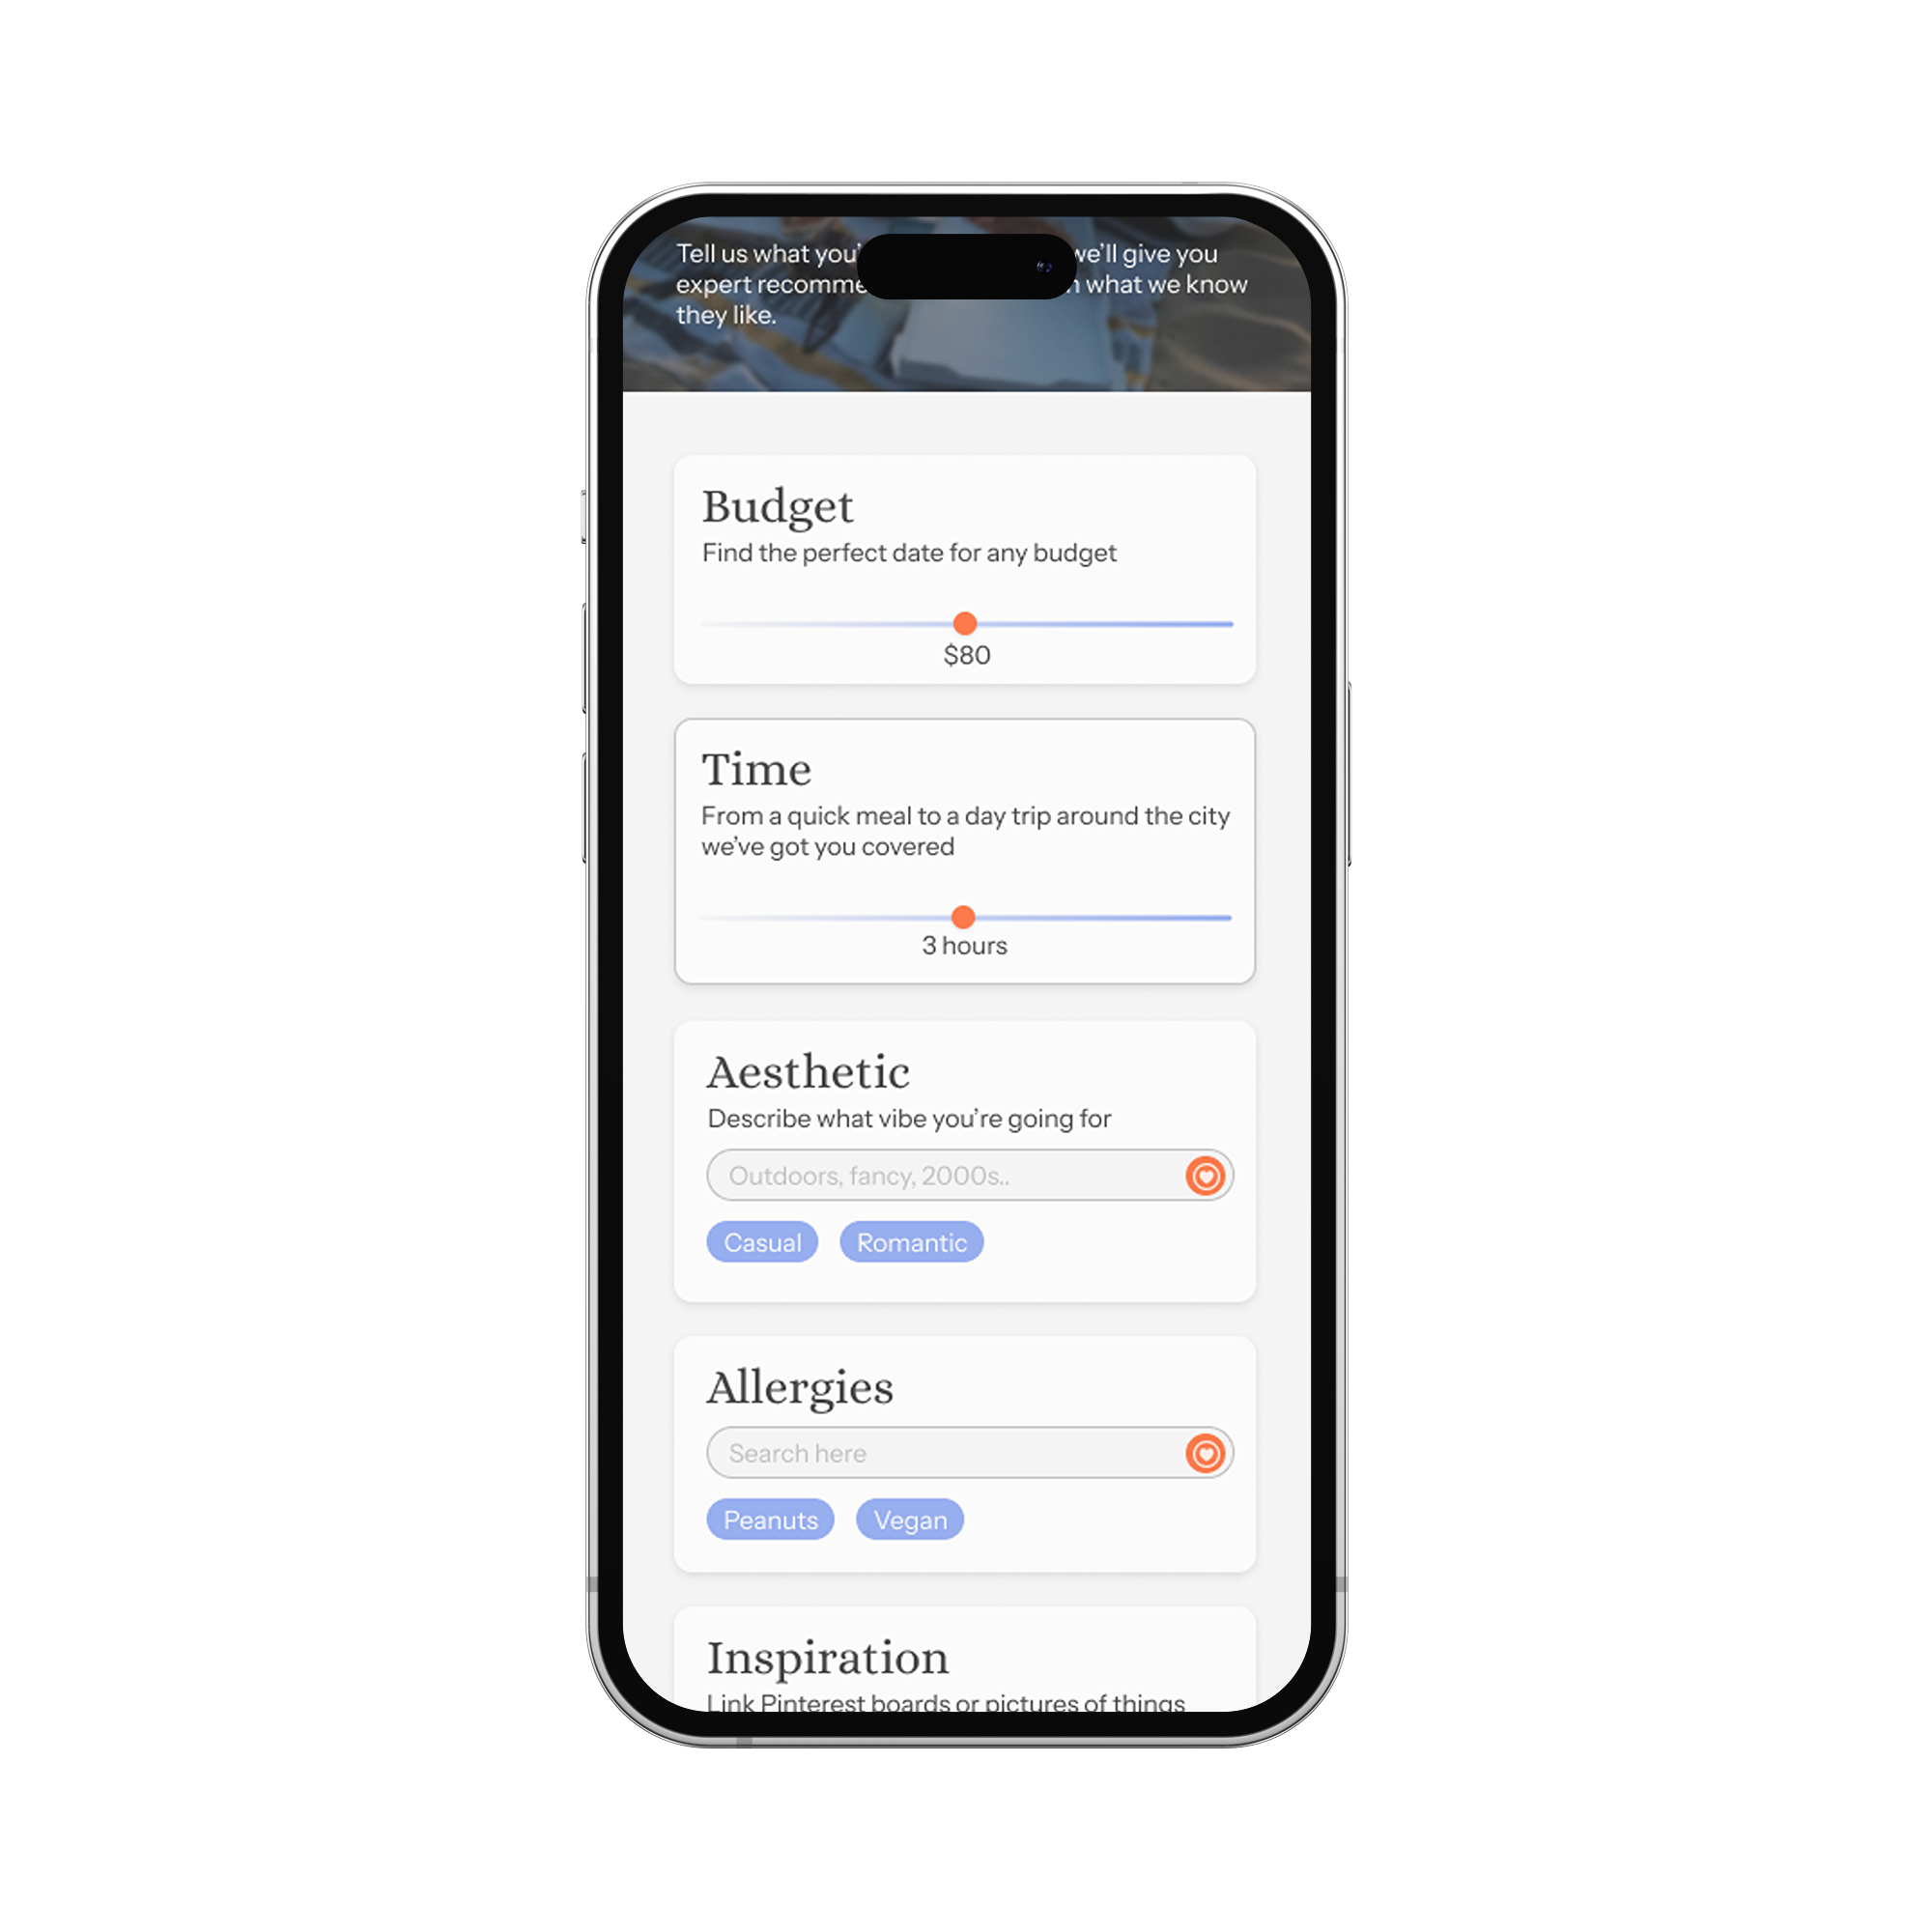 Tell us what you' we'll give you
expert recomme what we know
they like.
Budget
Find the perfect date for any budget
$80
Time
From a quick meal to a day trip around the city
we've got you covered
3 hours
Aesthetic
Describe what vibe you're going for
Outdoors, fancy, 2000s..
Casual Romantic
Allergies
Search here
Peanuts Vegan
Inspiration
Link Pinterest boards or pictures of things